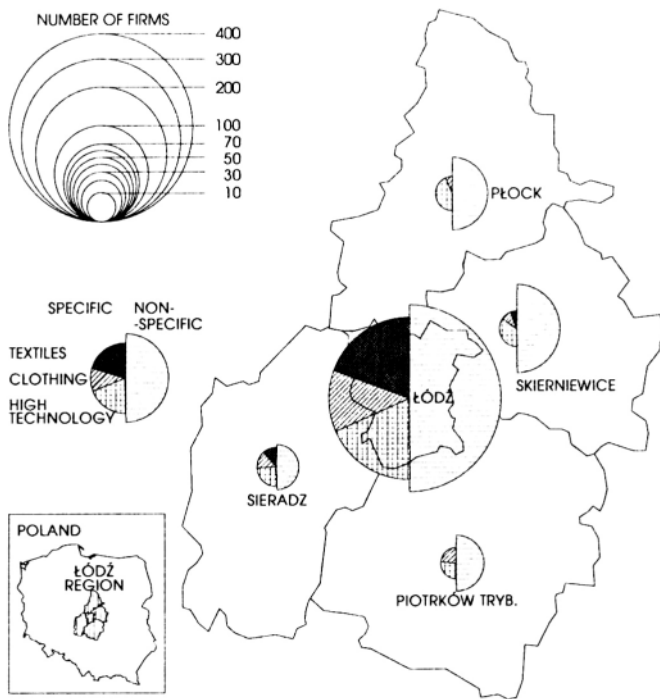 NUMBER OF FIRMS
400
300
200
100
70
50
30
10
PŁOCK
SPECIFIC NON-
-SPECIFIC
TEXTILES
CLOTHING
HIGH
TECHNOLOGY
ŁÓDŹ
SKIERNIEWICE
SIERADZ
PIOTRKÓW TRYB.
POLAND
ŁÓDŹ
REGION